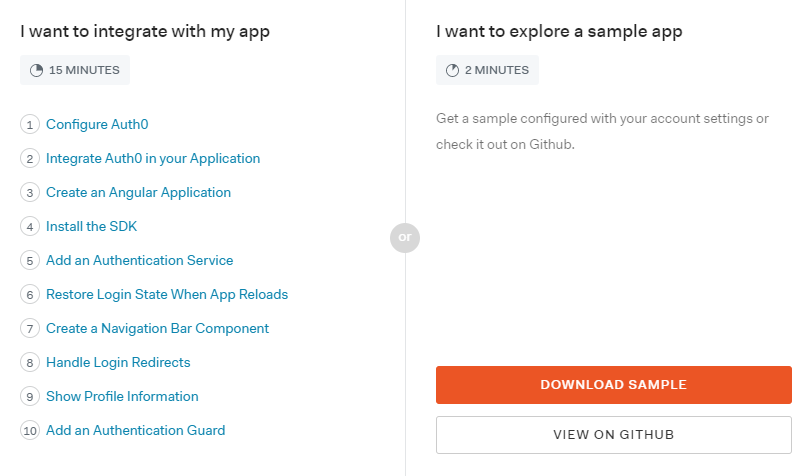 I want to integrate with my app
15 MINUTES
1 Configure Auth0
2 Integrate Auth0 in your Application
3 Create an Angular Application
4 Install the SDK
5 Add an Authentication Service
6 Restore Login State When App Reloads
7 Create a Navigation Bar Component
8 Handle Login Redirects
9 Show Profile Information
10 Add an Authentication Guard
or
I want to explore a sample app
2 MINUTES
Get a sample configured with your account settings or
check it out on Github.
DOWNLOAD SAMPLE
VIEW ON GITHUB